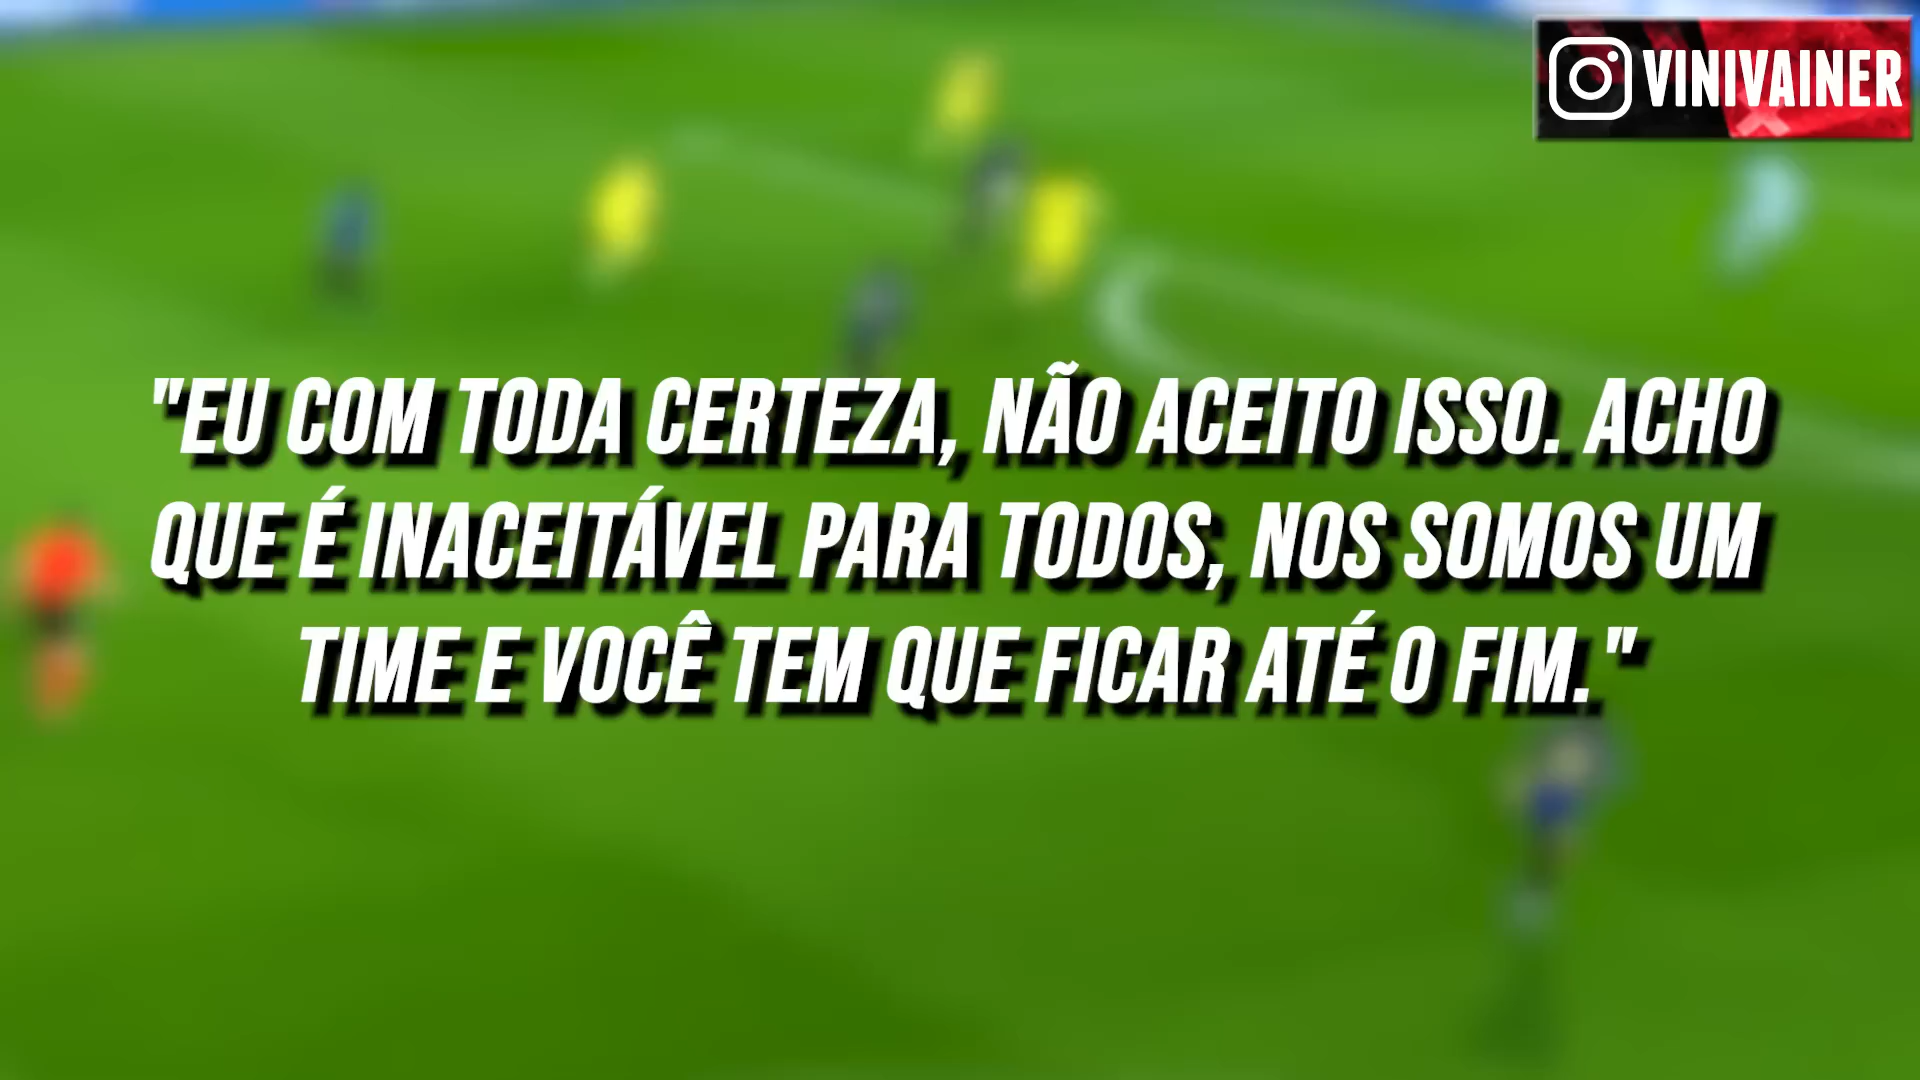 VINIVAINER
"EU COM TODA CERTEZA, NÃO ACEITO ISSO. ACHO
QUE É INACEITÁVEL PARA TODOS, NOS SOMOS UM
TIME E VOCÊ TEM QUE FICAR ATÉ O FIM."